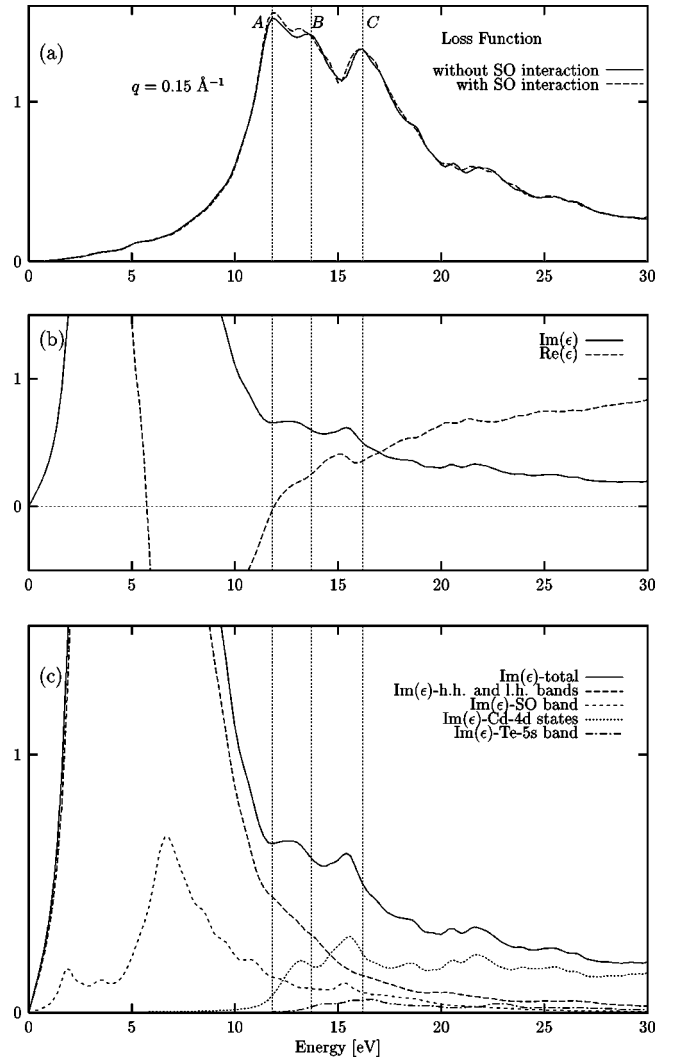 A B C
(a)
Loss Function
q = 0.15 Å⁻¹
without SO interaction
with SO interaction
1
0
0 5 10 15 20 25 30
(b)
Im(ϵ)
Re(ϵ)
1
0
0 5 10 15 20 25 30
(c)
Im(ϵ)-total
Im(ϵ)-h.h. and l.h. bands
Im(ϵ)-SO band
Im(ϵ)-Cd-4d states
Im(ϵ)-Te-5s band
1
0
0 5 10 15 20 25 30
Energy [eV]